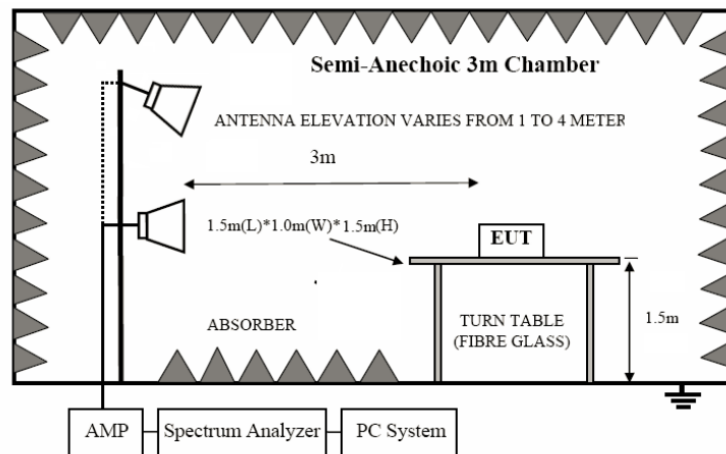 Semi-Anechoic 3m Chamber
ANTENNA ELEVATION VARIES FROM 1 TO 4 METER
3m
1.5m(L)*1.0m(W)*1.5m(H)
EUT
ABSORBER
TURN TABLE
(FIBRE GLASS)
1.5m
AMP
Spectrum Analyzer
PC System